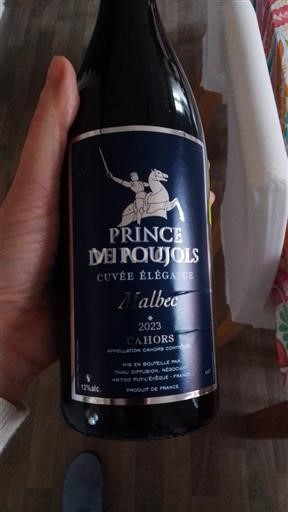 PRINCE
DE POUJOLS
CUVÉE ÉLÉGANCE
Malbec
2023
CAHORS
APPELLATION CAHORS CONTRÔLÉE
MIS EN BOUTEILLE PAR
DIFFUSION, NÉGOCIANT
46700 PUY-L'ÉVÊQUE - FRANCE
PRODUIT DE FRANCE
13%alc.